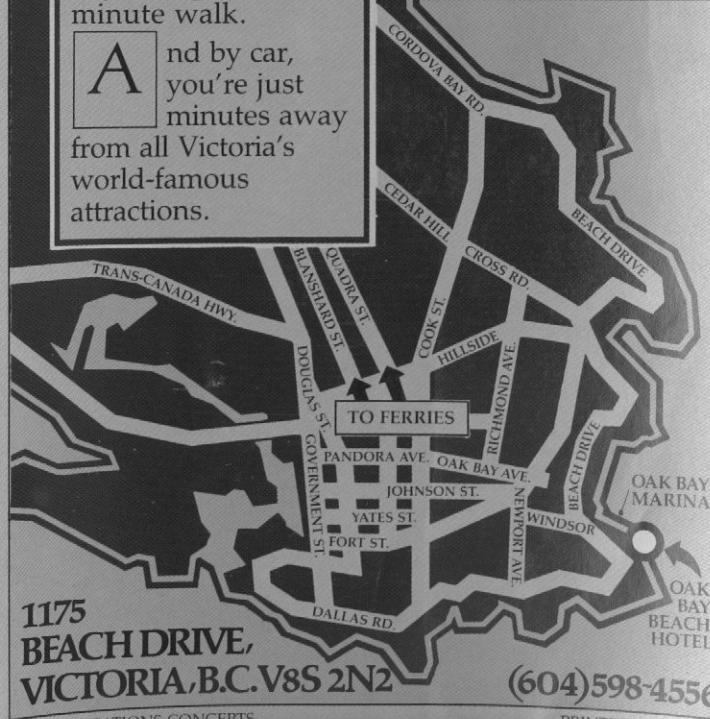 minute walk.
And by car,
you're just
minutes away
from all Victoria's
world-famous
attractions.
CORDOVA BAY RD.
CEDAR HILL CROSS RD.
BEACH DRIVE
TRANS-CANADA HWY.
BLANSHARD ST.
QUADRA ST.
COOK ST.
HILLSIDE
RICHMOND AVE.
DOUGLAS ST.
TO FERRIES
GOVERNMENT ST.
PANDORA AVE.
OAK BAY AVE.
BEACH DRIVE
JOHNSON ST.
YATES ST.
FORT ST.
NEWPORT AVE.
WINDSOR
OAK BAY
MARINA
OAK
BAY
BEACH
HOTEL
DALLAS RD.
1175
BEACH DRIVE,
VICTORIA, B.C. V8S 2N2
(604) 598-4556